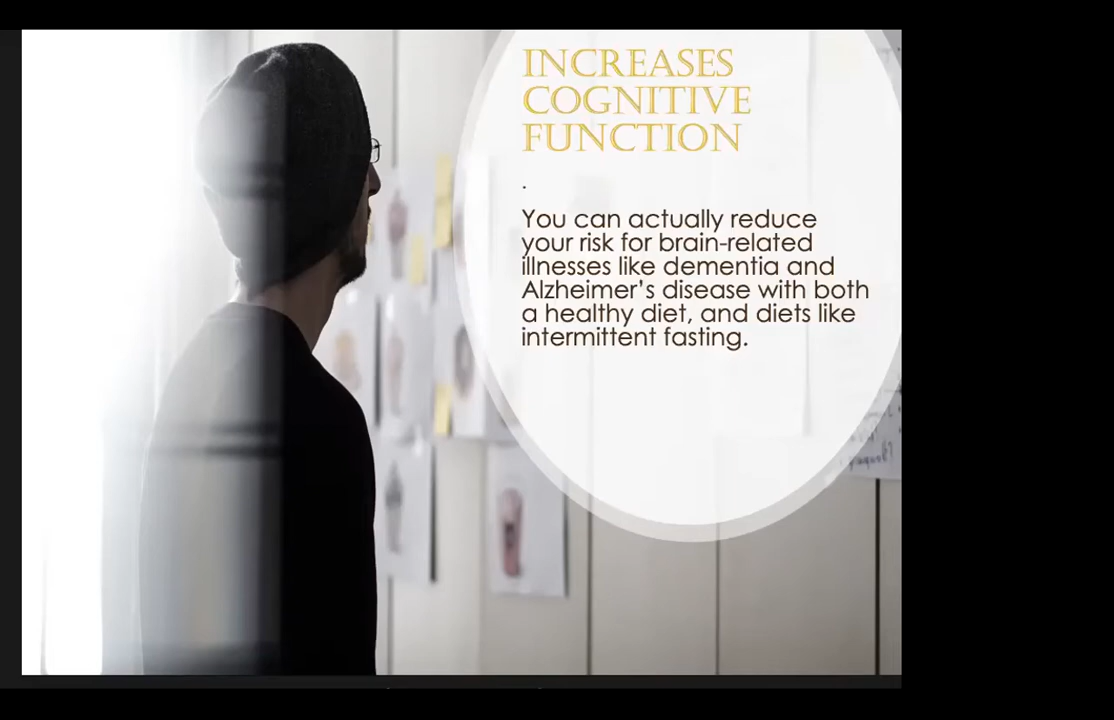 INCREASES
COGNITIVE
FUNCTION
.
You can actually reduce
your risk for brain-related
illnesses like dementia and
Alzheimer's disease with both
a healthy diet, and diets like
intermittent fasting.